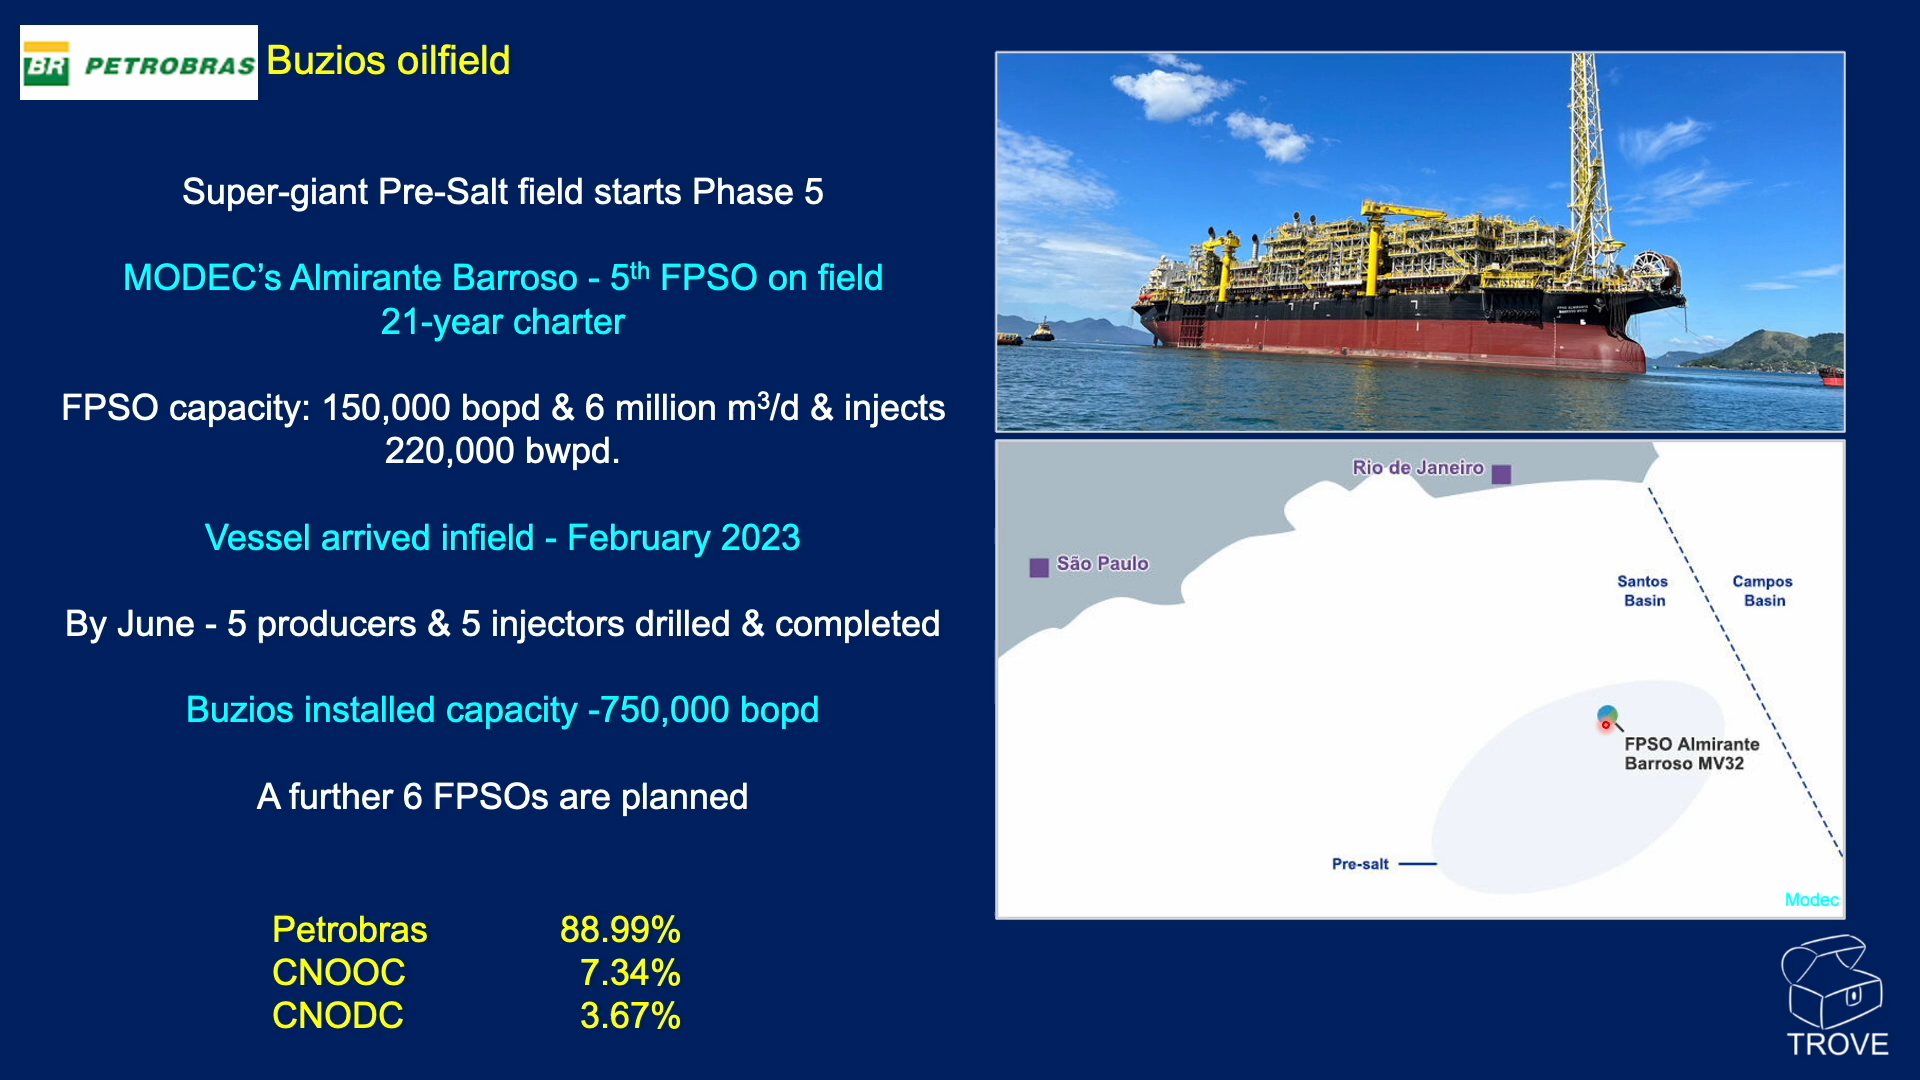 BR PETROBRAS
Buzios oilfield
Super-giant Pre-Salt field starts Phase 5
MODEC’s Almirante Barroso - 5th FPSO on field
21-year charter
FPSO capacity: 150,000 bopd & 6 million m³/d & injects
220,000 bwpd.
Vessel arrived infield - February 2023
By June - 5 producers & 5 injectors drilled & completed
Buzios installed capacity -750,000 bopd
A further 6 FPSOs are planned
Petrobras 88.99%
CNOOC 7.34%
CNODC 3.67%
Rio de Janeiro
São Paulo
Santos
Basin
Campos
Basin
FPSO Almirante
Barroso MV32
Pre-salt
Modec
TROVE